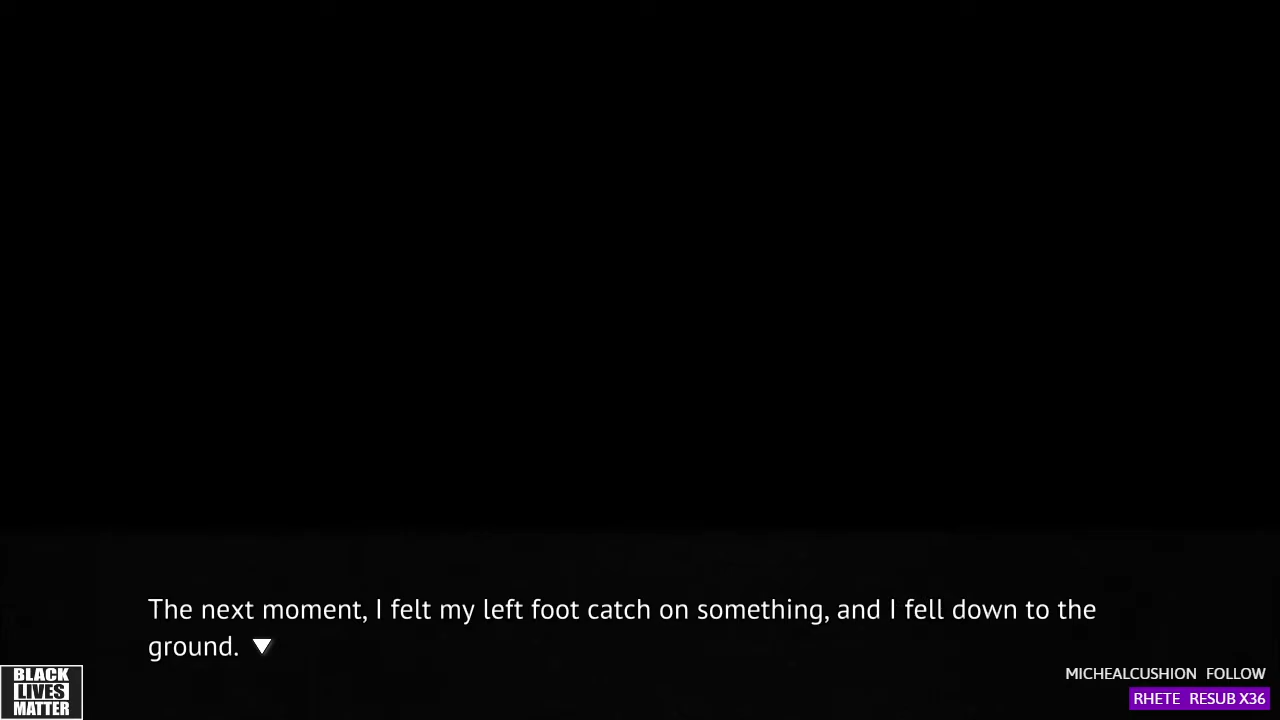 The next moment, I felt my left foot catch on something, and I fell down to the
ground.
BLACK
LIVES
MATTER
MICHEALCUSHION FOLLOW
RHETE RESUB X36